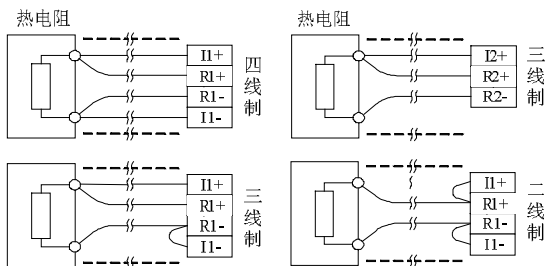 热电阻
I1+
R1+
R1-
I1-
四线制
热电阻
I2+
R2+
R2-
三线制
I1+
R1+
R1-
I1-
三线制
I1+
R1+
R1-
I1-
二线制